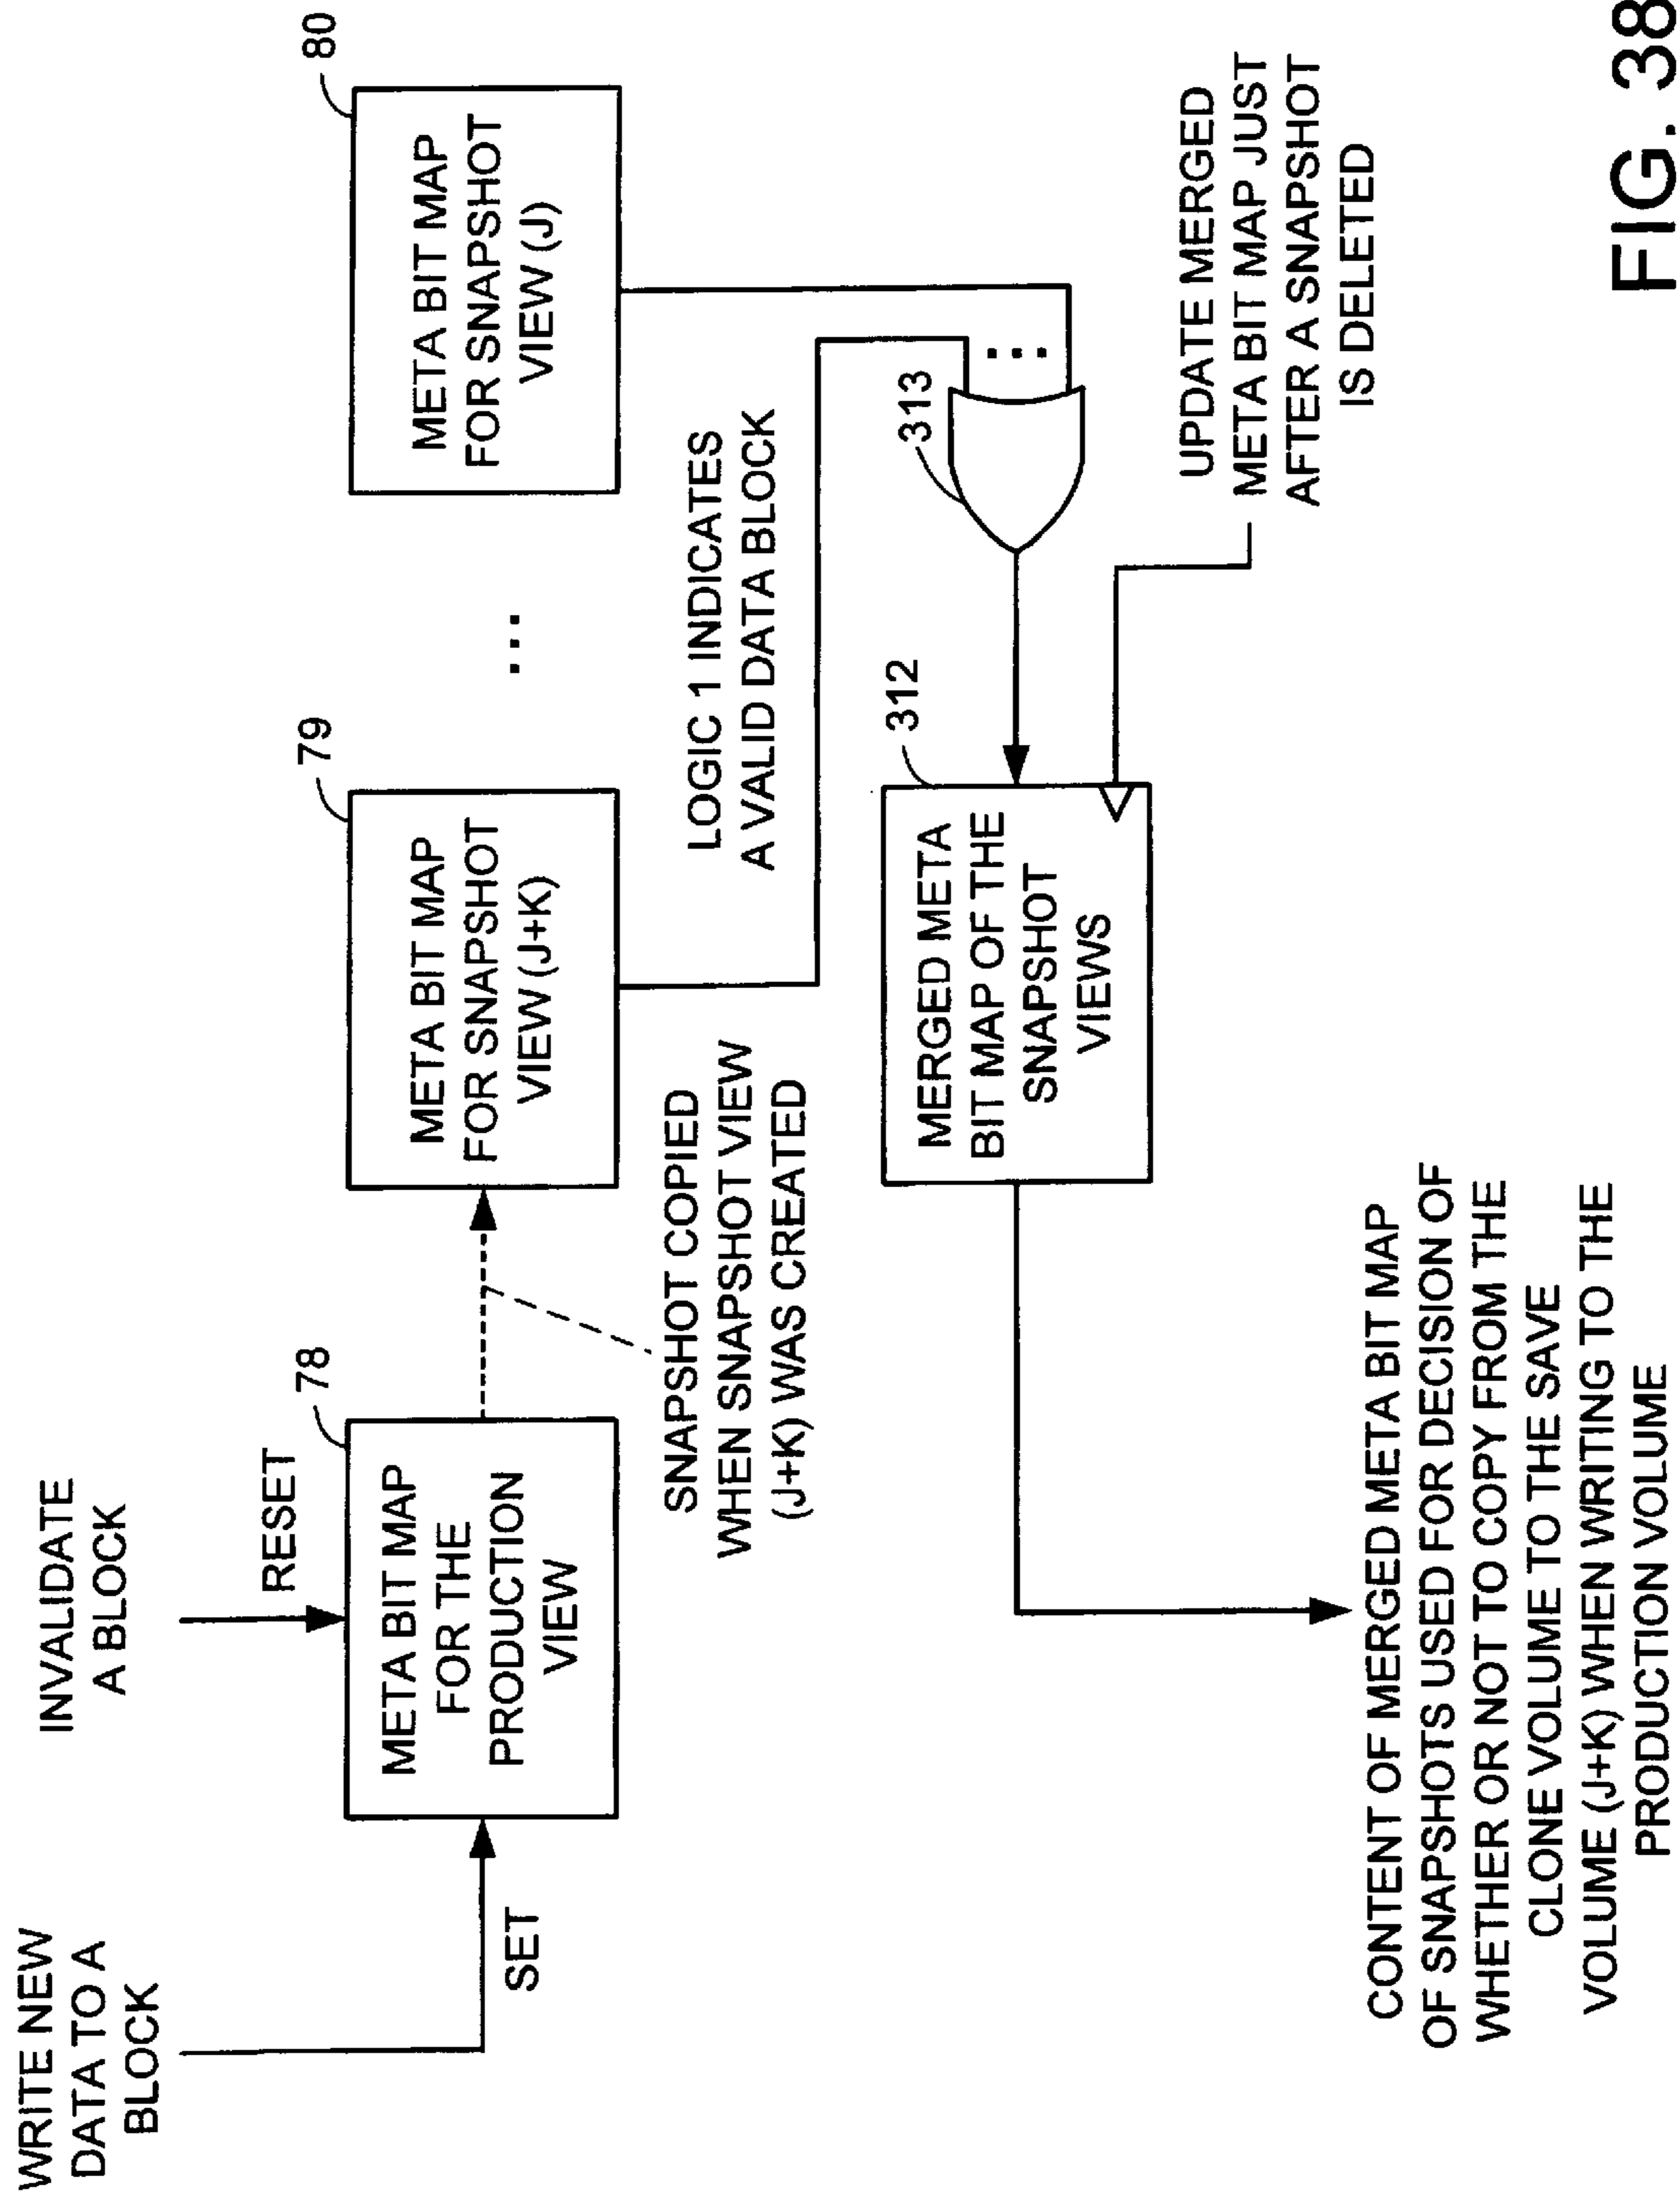 WRITE NEW
DATA TO A
BLOCK
SET
INVALIDATE
A BLOCK
RESET
78
META BIT MAP
FOR THE
PRODUCTION
VIEW
SNAPSHOT COPIED
WHEN SNAPSHOT VIEW
(J+K) WAS CREATED
79
META BIT MAP
FOR SNAPSHOT
VIEW (J+K)
...
80
META BIT MAP
FOR SNAPSHOT
VIEW (J)
LOGIC 1 INDICATES
A VALID DATA BLOCK
313
...
312
MERGED META
BIT MAP OF THE
SNAPSHOT
VIEWS
UPDATE MERGED
META BIT MAP JUST
AFTER A SNAPSHOT
IS DELETED
CONTENT OF MERGED META BIT MAP
OF SNAPSHOTS USED FOR DECISION OF
WHETHER OR NOT TO COPY FROM THE
CLONE VOLUME TO THE SAVE
VOLUME (J+K) WHEN WRITING TO THE
PRODUCTION VOLUME
FIG. 38